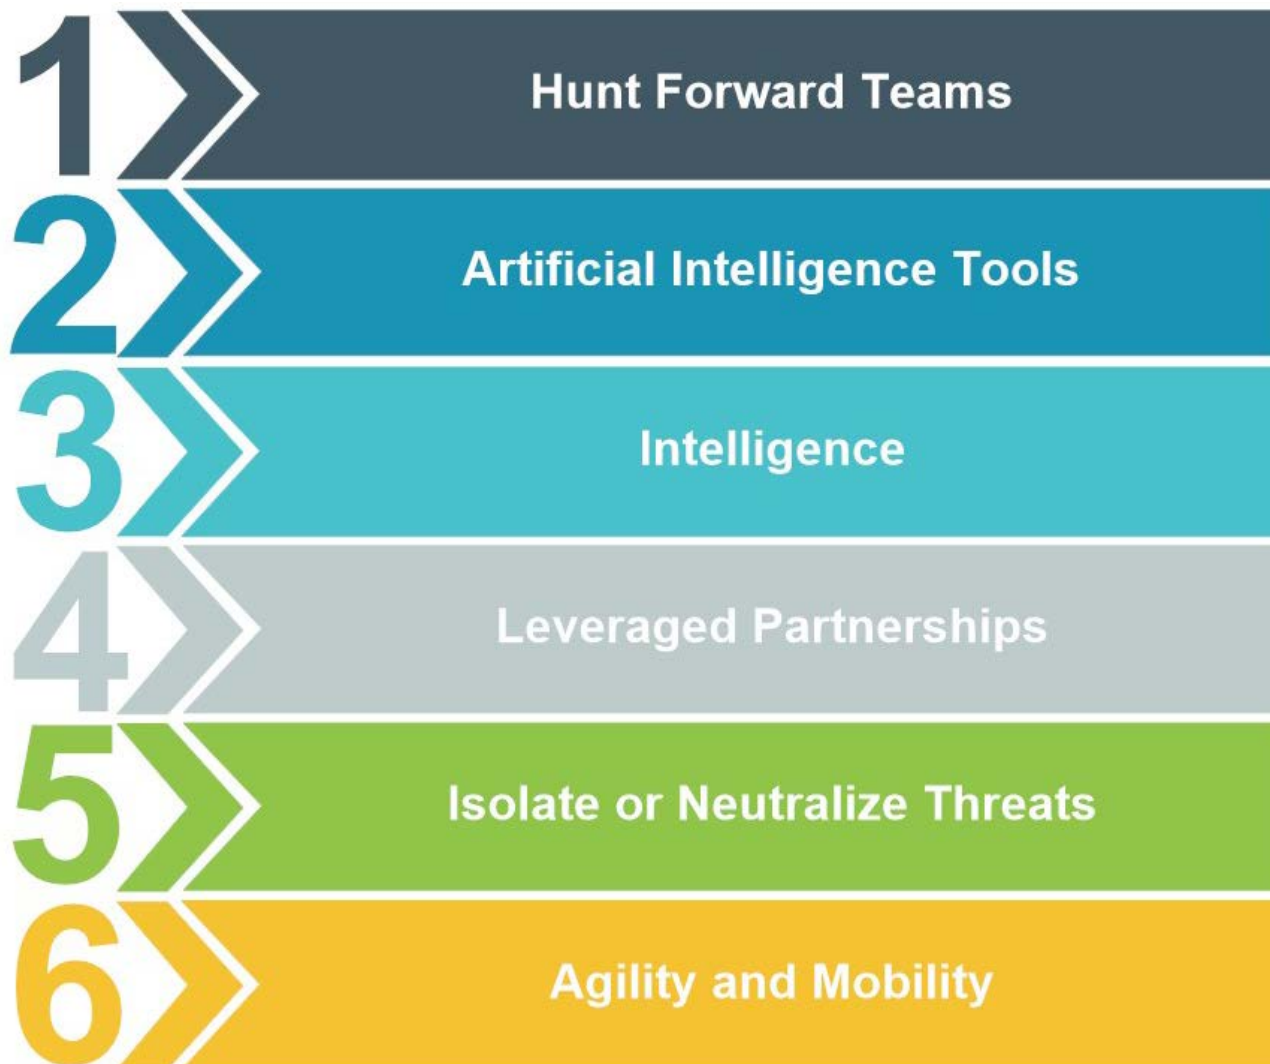 1 Hunt Forward Teams
2 Artificial Intelligence Tools
3 Intelligence
4 Leveraged Partnerships
5 Isolate or Neutralize Threats
6 Agility and Mobility